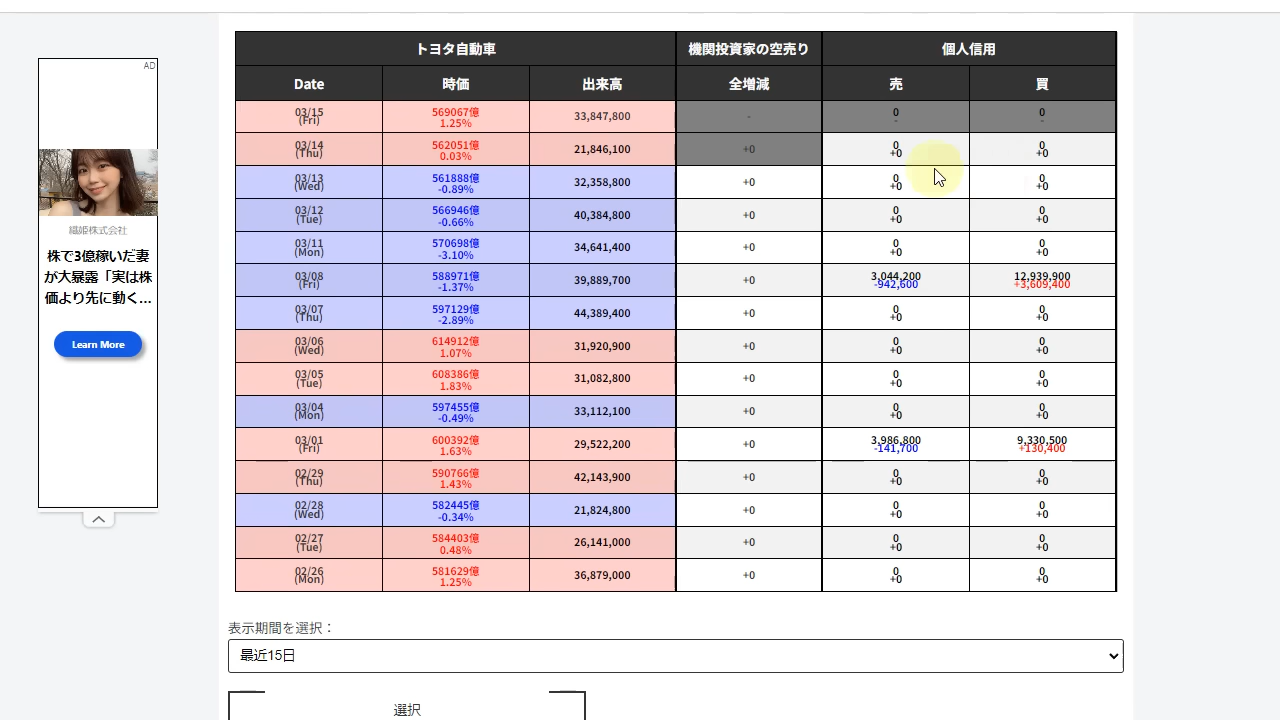 AD
織姫株式会社
株で3億稼いだ妻
が大暴露「実は株
価より先に動く...
Learn More
トヨタ自動車 機関投資家の空売り 個人信用
Date 時価 出来高 全増減 売 買
03/15 (Fri) 569067億 1.25% 33,847,800 - 0 - 0 -
03/14 (Thu) 562051億 0.03% 21,846,100 +0 0 +0 0 +0
03/13 (Wed) 561888億 -0.89% 32,358,800 +0 0 +0 0 +0
03/12 (Tue) 566946億 -0.66% 40,384,800 +0 0 +0 0 +0
03/11 (Mon) 570698億 -3.10% 34,641,400 +0 0 +0 0 +0
03/08 (Fri) 588971億 -1.37% 39,889,700 +0 3,044,200 -942,600 12,939,900 +3,609,400
03/07 (Thu) 597129億 -2.89% 44,389,400 +0 0 +0 0 +0
03/06 (Wed) 614912億 1.07% 31,920,900 +0 0 +0 0 +0
03/05 (Tue) 608386億 1.83% 31,082,800 +0 0 +0 0 +0
03/04 (Mon) 597455億 -0.49% 33,112,100 +0 0 +0 0 +0
03/01 (Fri) 600392億 1.63% 29,522,200 +0 3,986,800 -141,700 9,330,500 +130,400
02/29 (Thu) 590766億 1.43% 42,143,900 +0 0 +0 0 +0
02/28 (Wed) 582445億 -0.34% 21,824,800 +0 0 +0 0 +0
02/27 (Tue) 584403億 0.48% 26,141,000 +0 0 +0 0 +0
02/26 (Mon) 581629億 1.25% 36,879,000 +0 0 +0 0 +0
表示期間を選択：
最近15日
選択